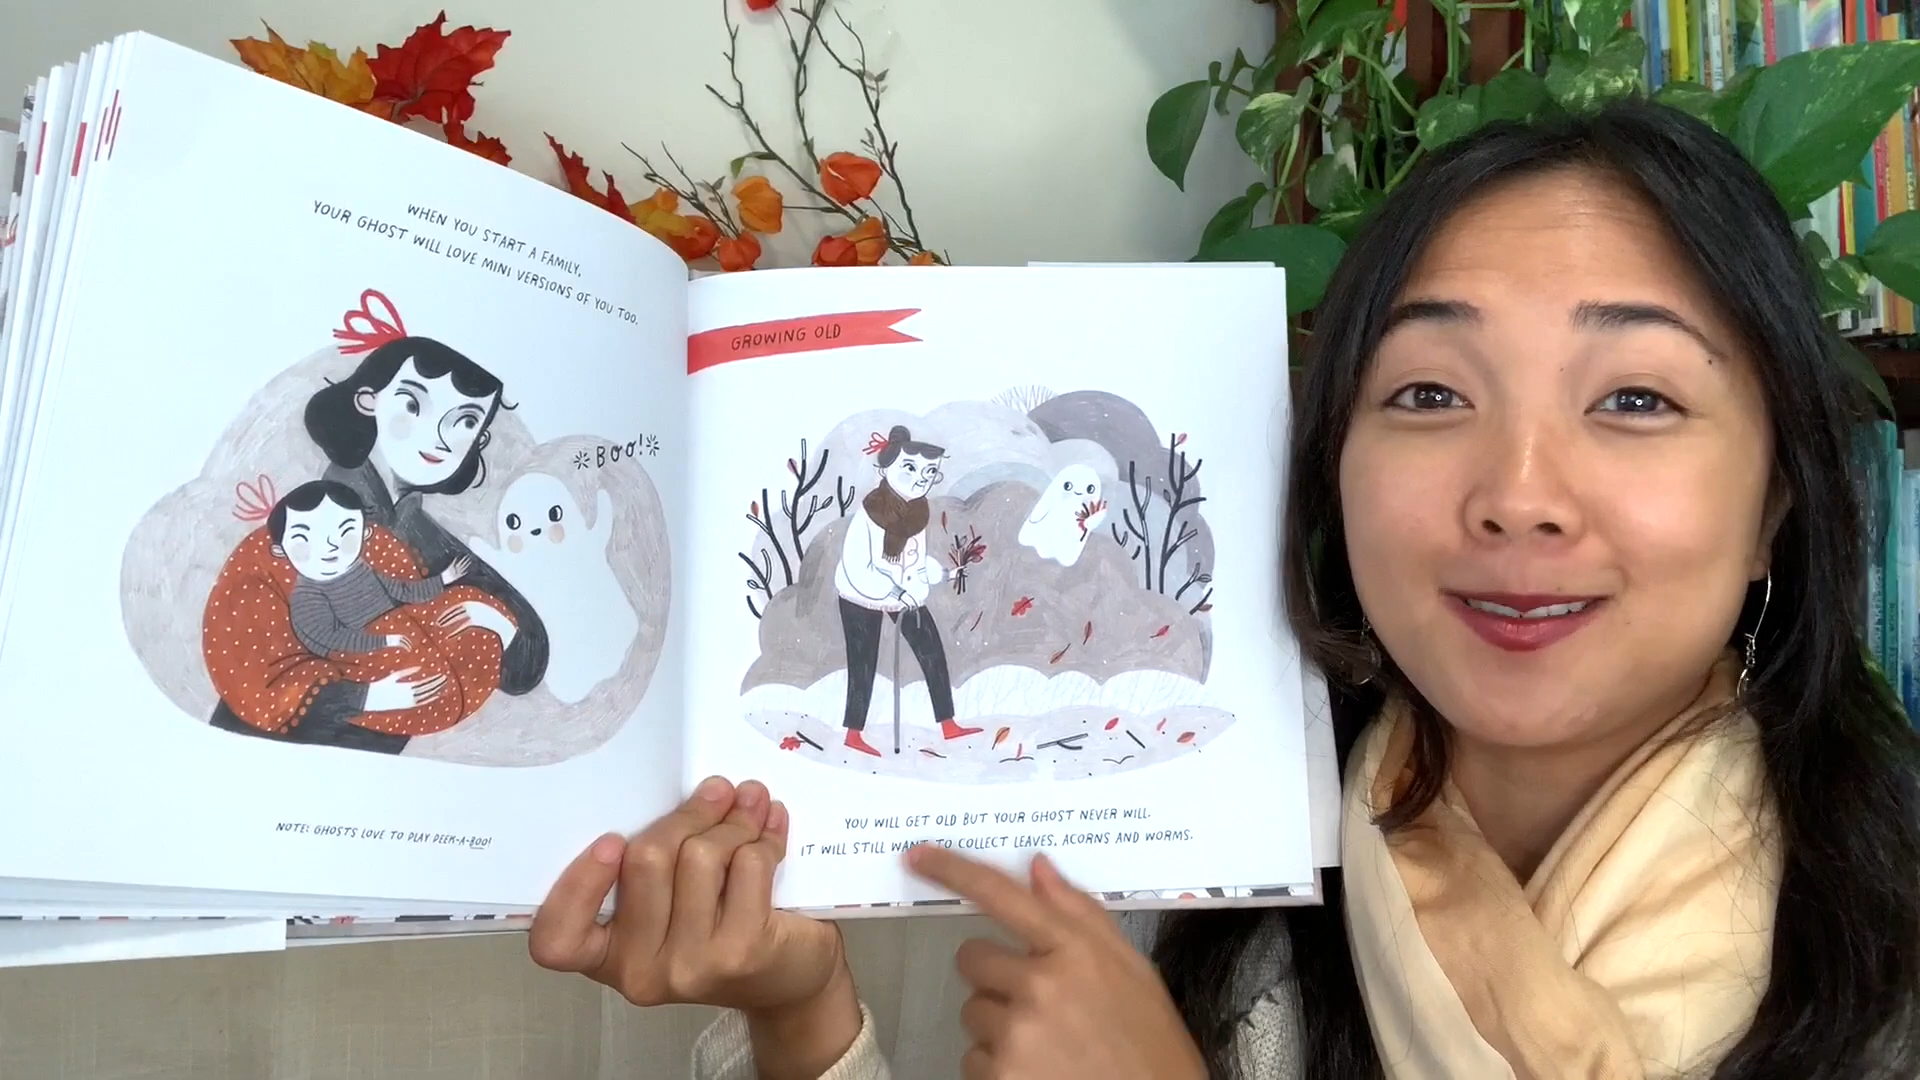 WHEN YOU START A FAMILY,
YOUR GHOST WILL LOVE MINI VERSIONS OF YOU TOO.
*BOO!*
NOTE: GHOSTS LOVE TO PLAY PEEK-A-BOO!
GROWING OLD
YOU WILL GET OLD BUT YOUR GHOST NEVER WILL.
IT WILL STILL WANT TO COLLECT LEAVES, ACORNS AND WORMS.